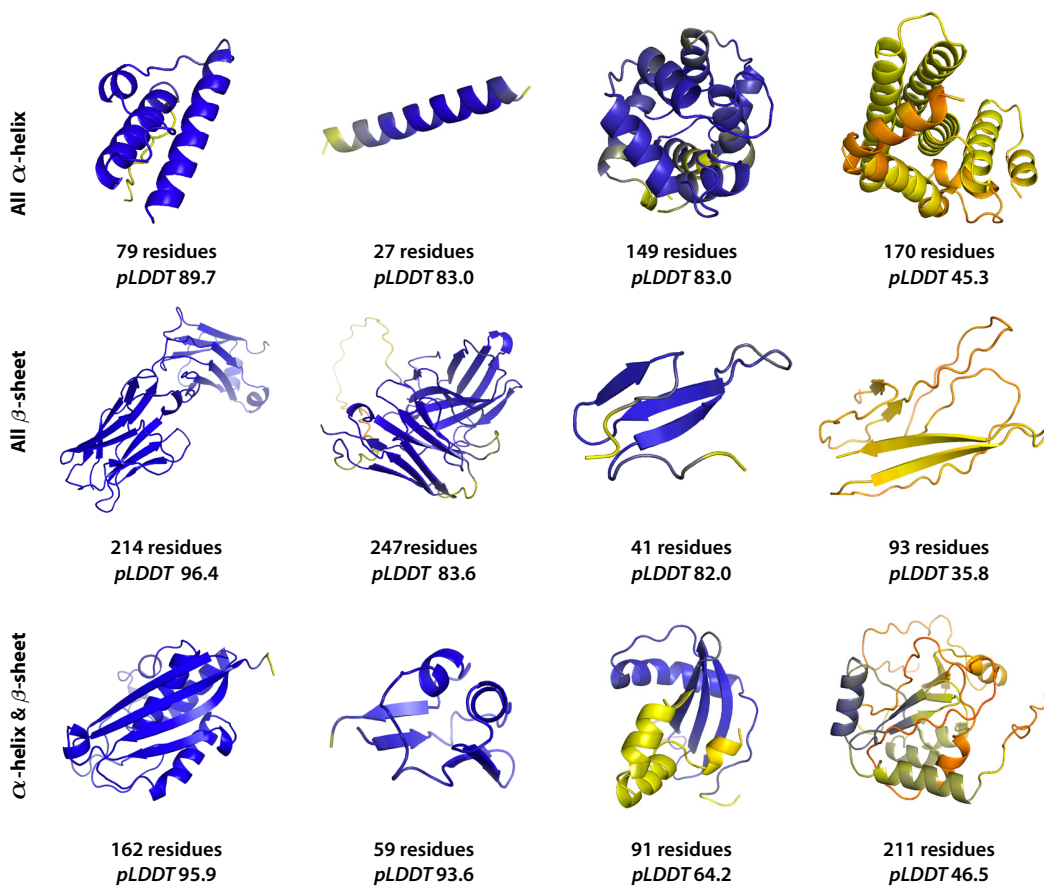 All α-helix
79 residues
pLDDT 89.7
27 residues
pLDDT 83.0
149 residues
pLDDT 83.0
170 residues
pLDDT 45.3
All β-sheet
214 residues
pLDDT 96.4
247residues
pLDDT 83.6
41 residues
pLDDT 82.0
93 residues
pLDDT 35.8
α-helix & β-sheet
162 residues
pLDDT 95.9
59 residues
pLDDT 93.6
91 residues
pLDDT 64.2
211 residues
pLDDT 46.5